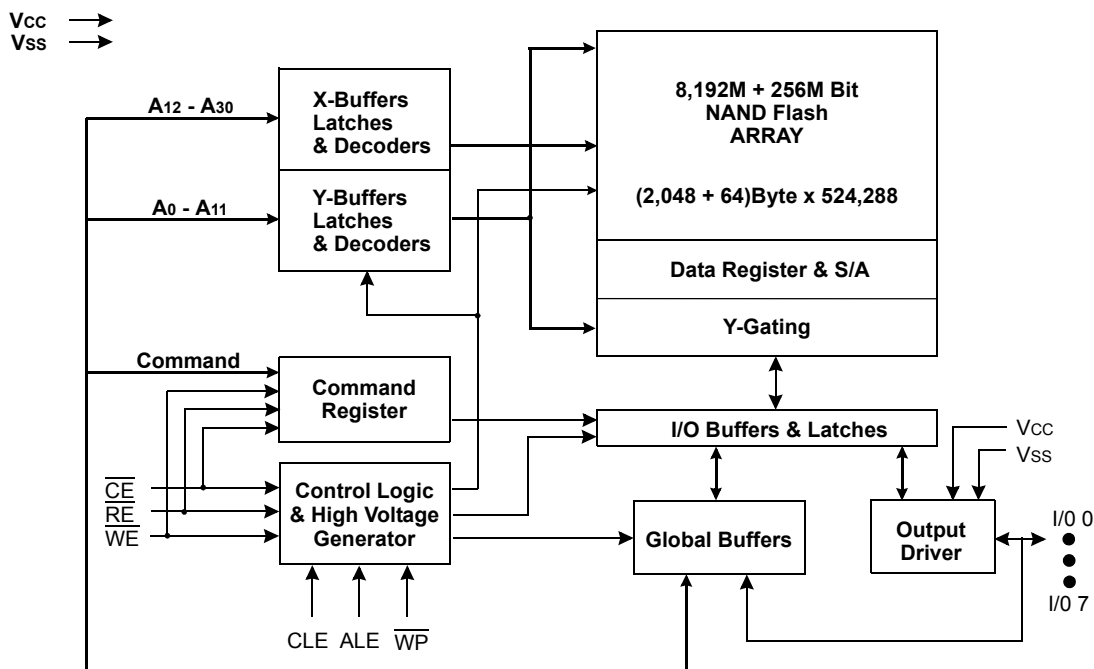 VCC
VSS
A12 - A30
X-Buffers
Latches
& Decoders
A0 - A11
Y-Buffers
Latches
& Decoders
8,192M + 256M Bit
NAND Flash
ARRAY
(2,048 + 64)Byte x 524,288
Data Register & S/A
Y-Gating
Command
Command
Register
I/O Buffers & Latches
VCC
VSS
CE
RE
WE
Control Logic
& High Voltage
Generator
Global Buffers
Output
Driver
I/0 0
I/0 7
CLE ALE WP